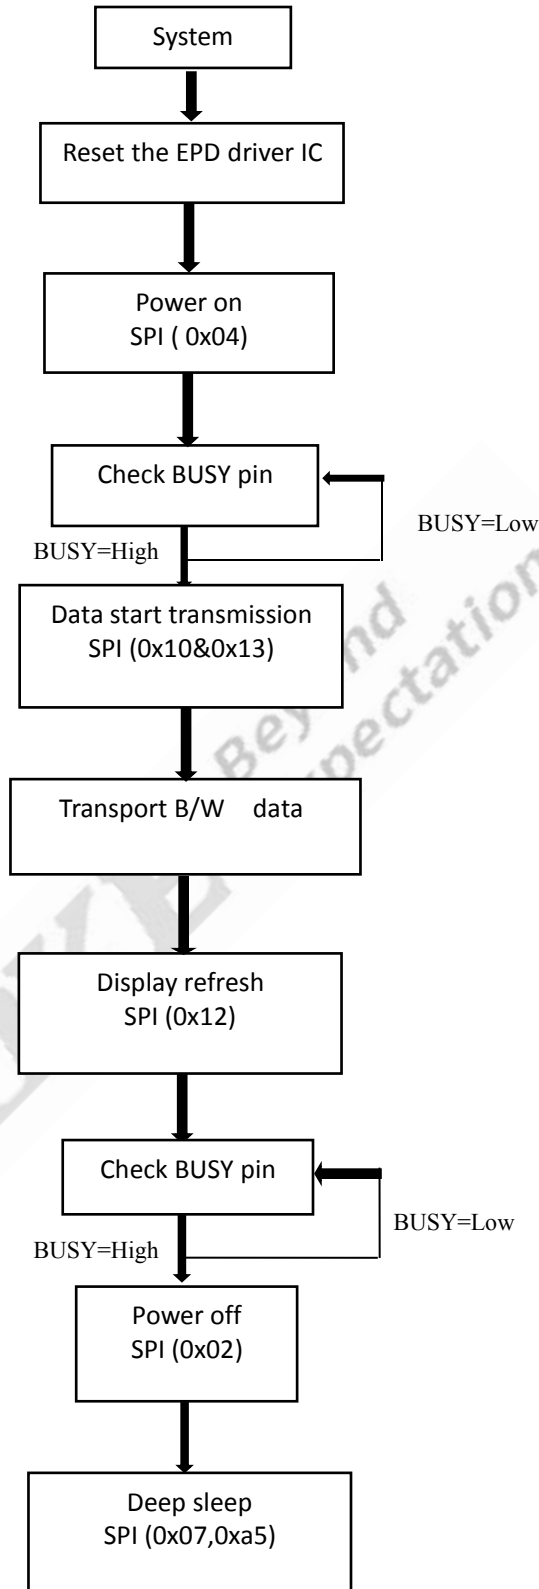 System
Reset the EPD driver IC
Power on
SPI ( 0x04)
Check BUSY pin
BUSY=Low
BUSY=High
Data start transmission
SPI (0x10&0x13)
Beyond
Expectation
Transport B/W    data
Display refresh
SPI (0x12)
Check BUSY pin
BUSY=Low
BUSY=High
Power off
SPI (0x02)
Deep sleep
SPI (0x07,0xa5)